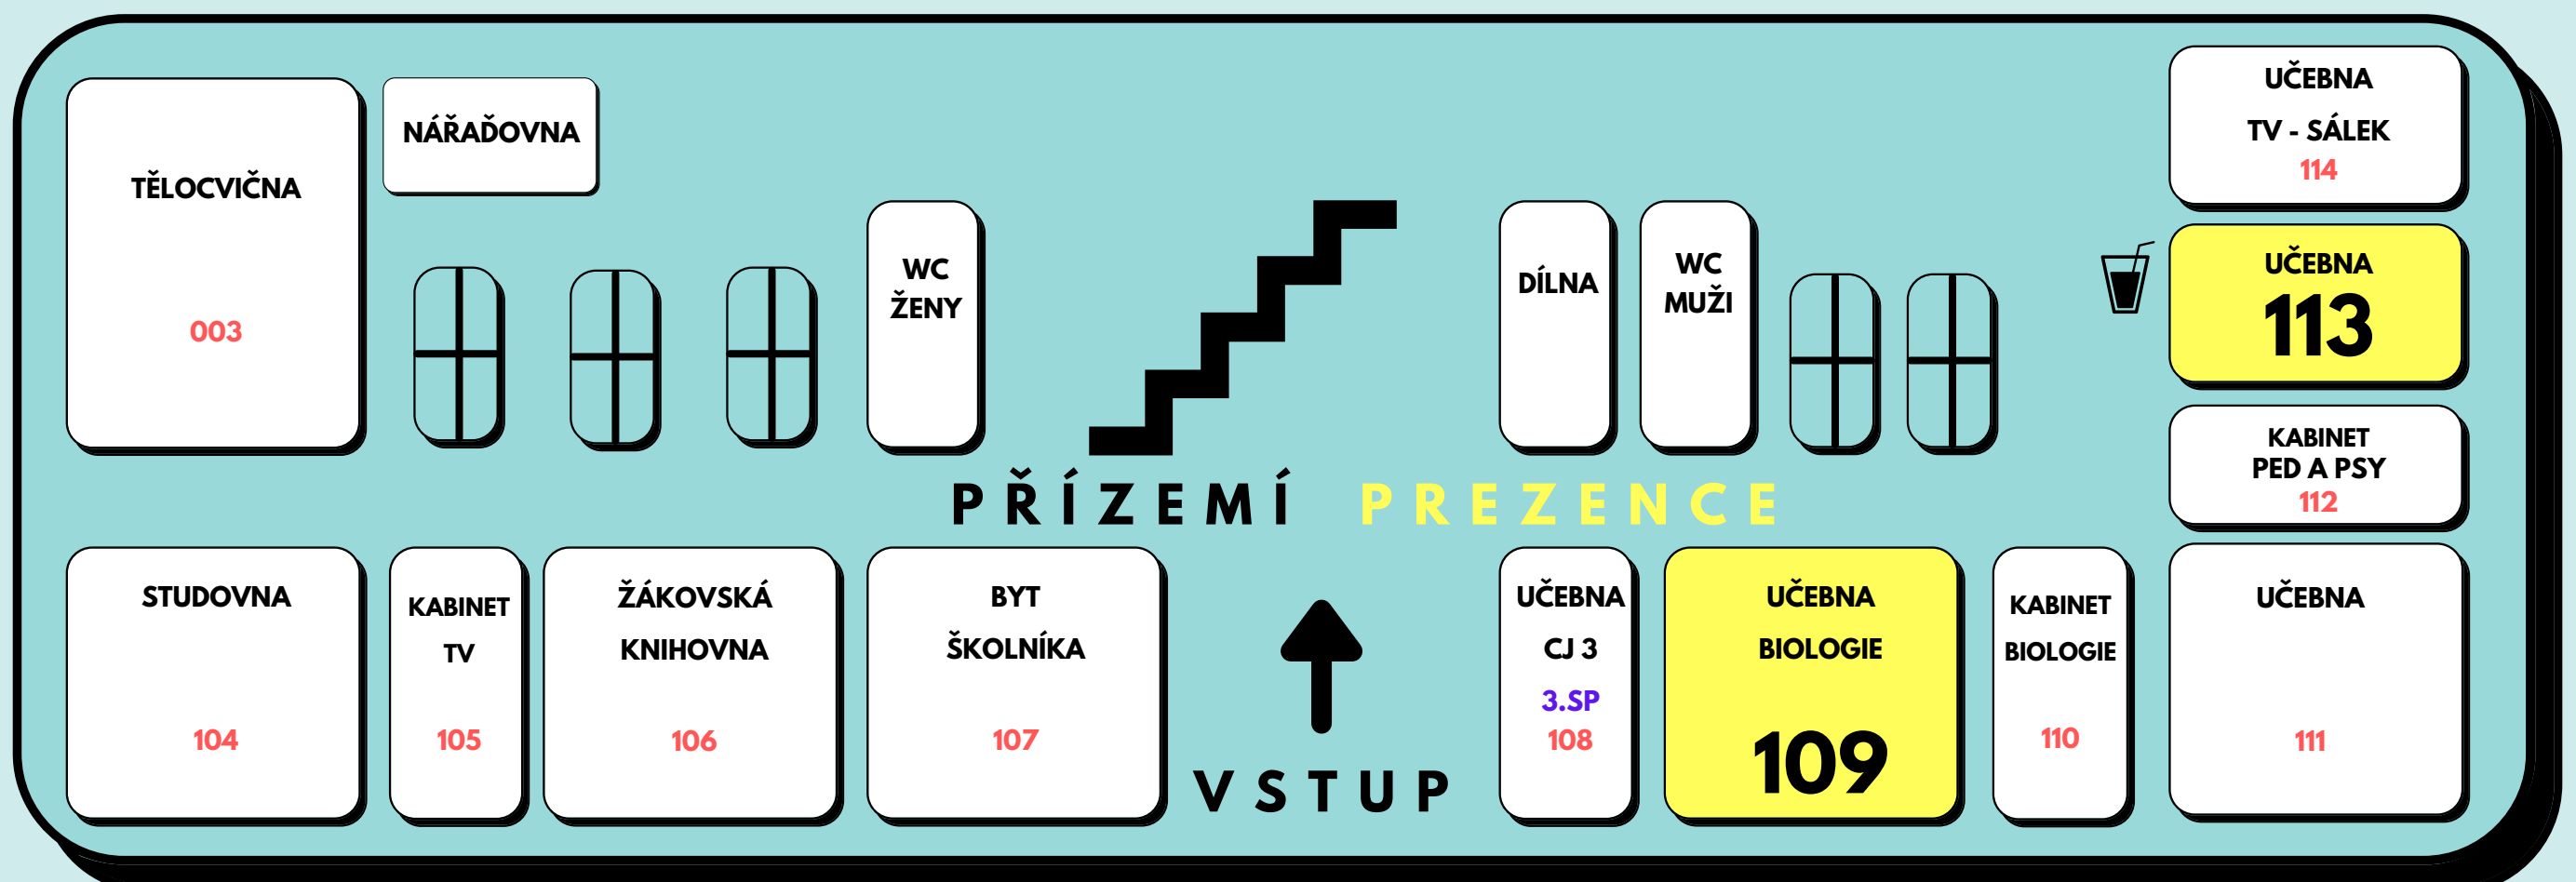 TĚLOCVIČNA
003
NÁŘAĎOVNA
WC
ŽENY
DÍLNA
WC
MUŽI
UČEBNA
TV - SÁLEK
114
UČEBNA
113
KABINET
PED A PSY
112
PŘÍZEMÍ PREZENCE
STUDOVNA
104
KABINET
TV
105
ŽÁKOVSKÁ
KNIHOVNA
106
BYT
ŠKOLNÍKA
107
VSTUP
UČEBNA
CJ 3
3.SP
108
UČEBNA
BIOLOGIE
109
KABINET
BIOLOGIE
110
UČEBNA
111